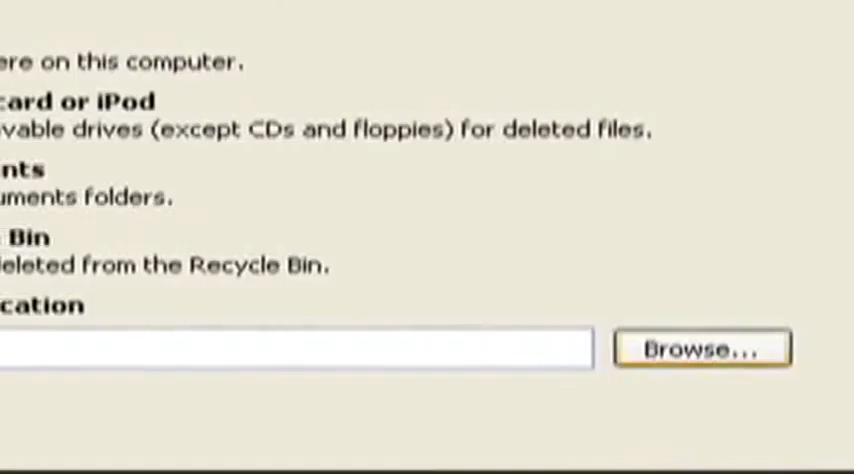 ere on this computer.
card or iPod
vable drives (except CDs and floppies) for deleted files.
nts
uments folders.
Bin
deleted from the Recycle Bin.
cation
Browse...